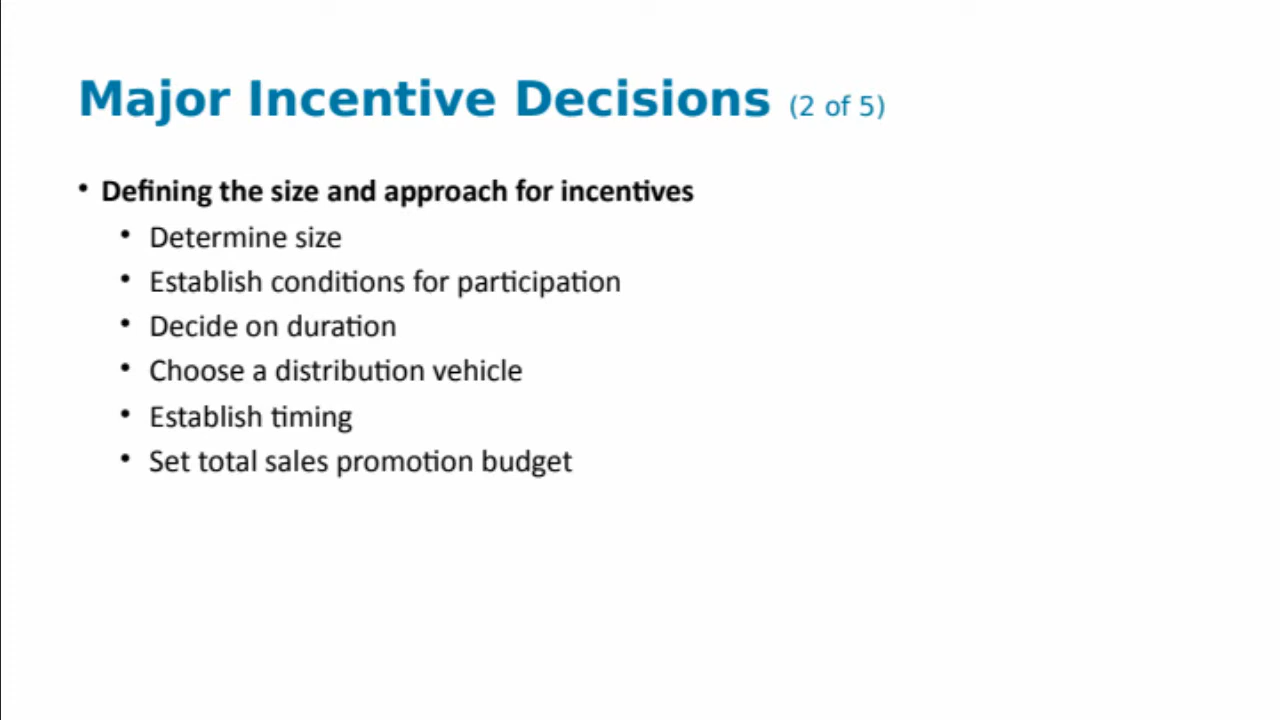 Major Incentive Decisions (2 of 5)
• Defining the size and approach for incentives
• Determine size
• Establish conditions for participation
• Decide on duration
• Choose a distribution vehicle
• Establish timing
• Set total sales promotion budget